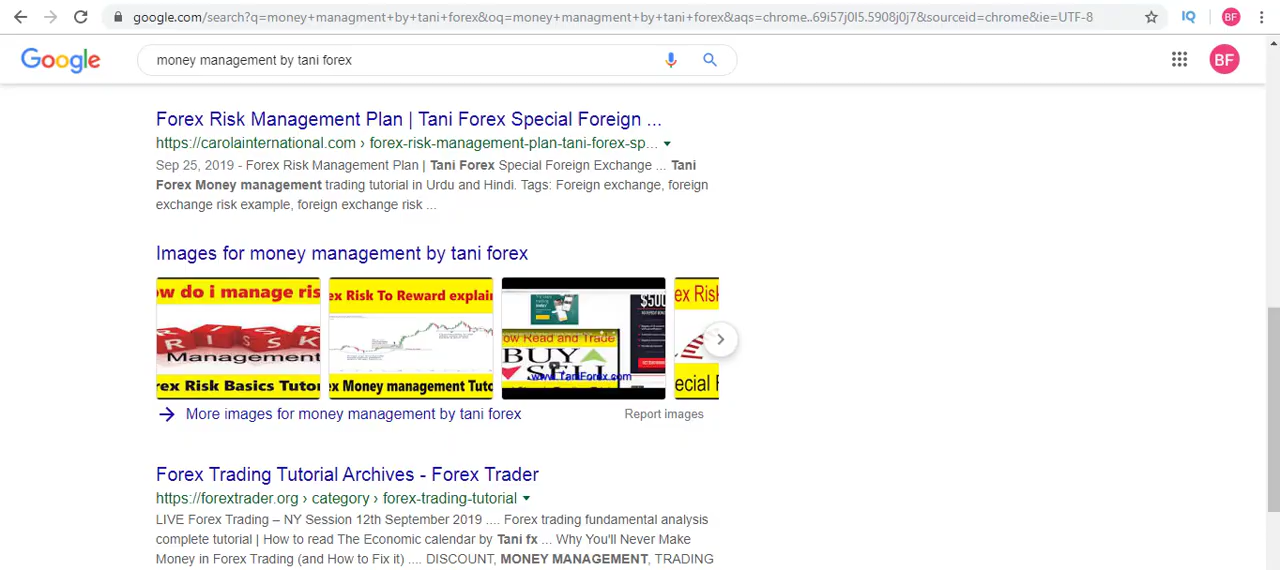 google.com/search?q=money+managment+by+tani+forex&oq=money+managment+by+tani+forex&aqs=chrome..69i57j0l5.5908j0j7&sourceid=chrome&ie=UTF-8
IQ
BF
Google
money management by tani forex
BF
Forex Risk Management Plan | Tani Forex Special Foreign ...
https://carolainternational.com › forex-risk-management-plan-tani-forex-sp...
Sep 25, 2019 - Forex Risk Management Plan | Tani Forex Special Foreign Exchange ... Tani
Forex Money management trading tutorial in Urdu and Hindi. Tags: Foreign exchange, foreign
exchange risk example, foreign exchange risk ...
Images for money management by tani forex
ow do i manage ris
RISK
Management
rex Risk Basics Tutor
ex Risk To Reward explain
ex Money management Tuto
$500
ow Read and Trade
BUY
SELL
www.TaniForex.com
ex Risk
ecial F
More images for money management by tani forex
Report images
Forex Trading Tutorial Archives - Forex Trader
https://forextrader.org › category › forex-trading-tutorial
LIVE Forex Trading – NY Session 12th September 2019 .... Forex trading fundamental analysis
complete tutorial | How to read The Economic calendar by Tani fx ... Why You'll Never Make
Money in Forex Trading (and How to Fix it) .... DISCOUNT, MONEY MANAGEMENT, TRADING